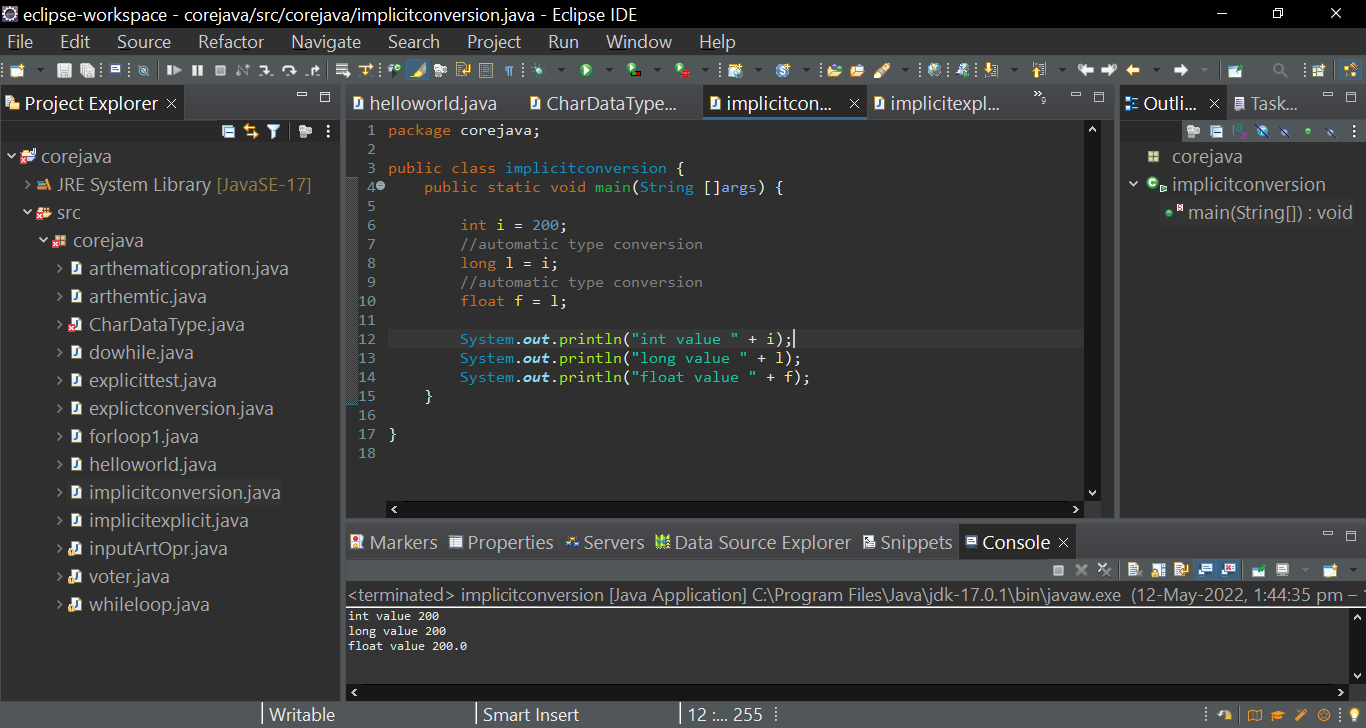 eclipse-workspace - corejava/src/corejava/implicitconversion.java - Eclipse IDE
File Edit Source Refactor Navigate Search Project Run Window Help
Project Explorer
corejava
JRE System Library [JavaSE-17]
src
corejava
arthematicopration.java
arthemtic.java
CharDataType.java
dowhile.java
explicittest.java
explictconversion.java
forloop1.java
helloworld.java
implicitconversion.java
implicitexplicit.java
inputArtOpr.java
voter.java
whileloop.java
helloworld.java CharDataType... implicitcon... implicitexpl... »9
1 package corejava;
2
3 public class implicitconversion {
4 public static void main(String []args) {
5
6 int i = 200;
7 //automatic type conversion
8 long l = i;
9 //automatic type conversion
10 float f = l;
11
12 System.out.println("int value " + i);
13 System.out.println("long value " + l);
14 System.out.println("float value " + f);
15 }
16
17 }
18
Outli... Task...
corejava
implicitconversion
main(String[]) : void
Markers Properties Servers Data Source Explorer Snippets Console
<terminated> implicitconversion [Java Application] C:\Program Files\Java\jdk-17.0.1\bin\javaw.exe (12-May-2022, 1:44:35 pm –
int value 200
long value 200
float value 200.0
Writable Smart Insert 12 :... 255